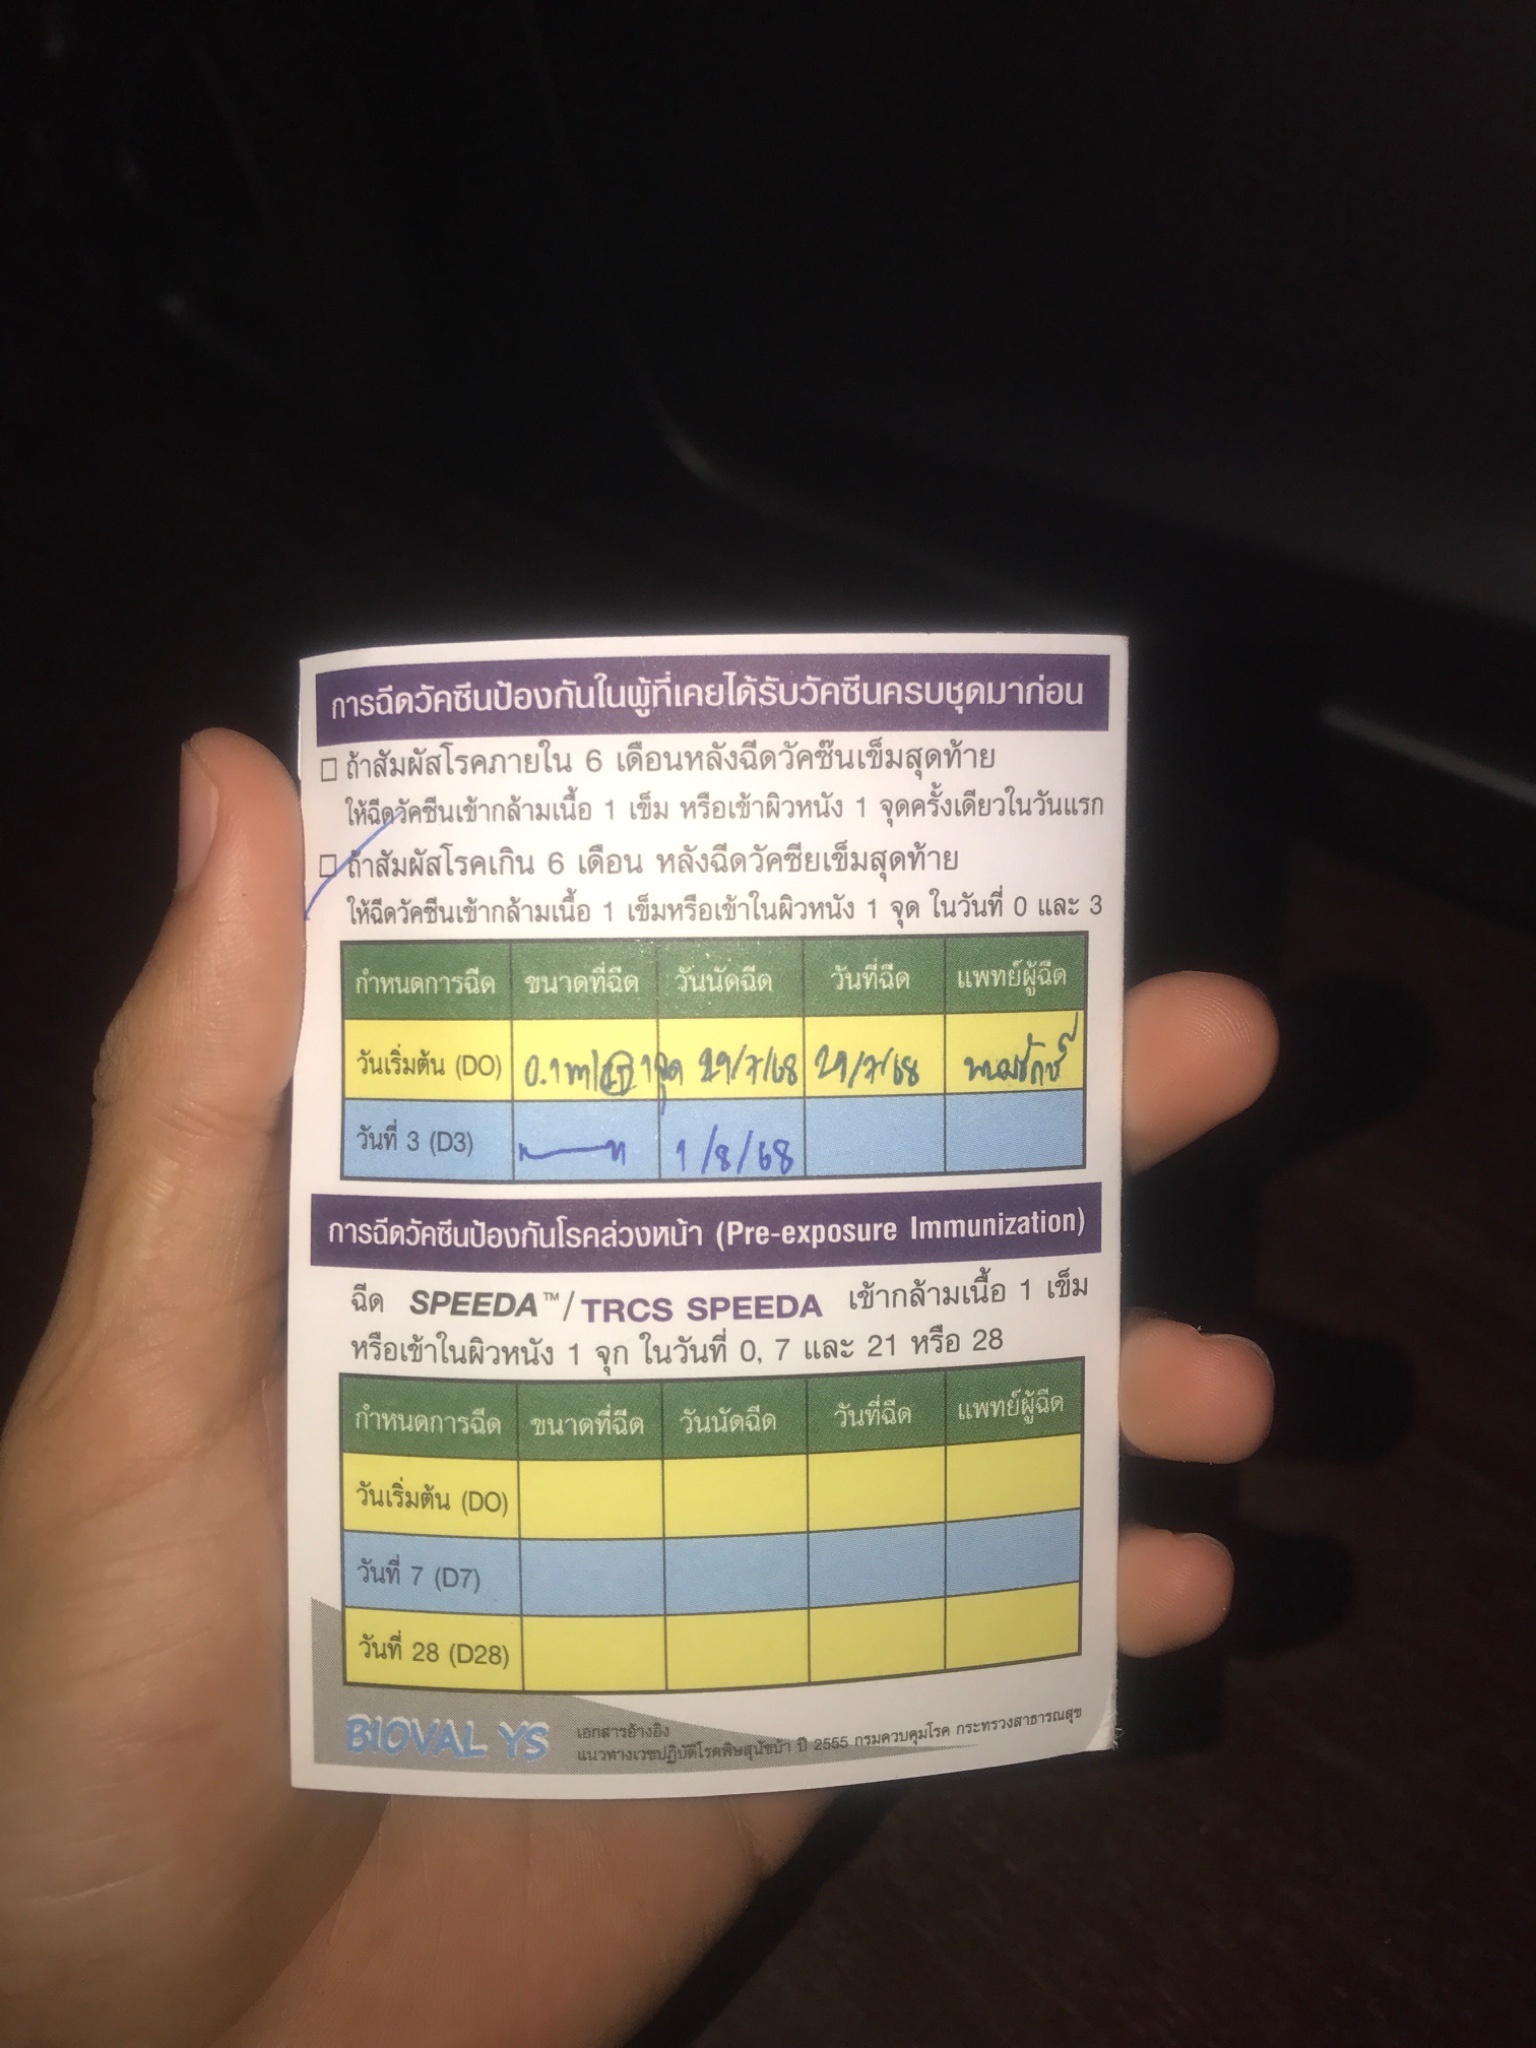 การฉีดวัคซีนป้องกันในผู้ที่เคยได้รับวัคซีนครบชุดมาก่อน
ถ้าสัมผัสโรคภายใน 6 เดือนหลังฉีดวัคซ๊นเข็มสุดท้าย
ให้ฉีดวัคซีนเข้ากล้ามเนื้อ 1 เข็ม หรือเข้าผิวหนัง 1 จุดครั้งเดียวในวันแรก
ถ้าสัมผัสโรคเกิน 6 เดือน หลังฉีดวัคซียเข็มสุดท้าย
ให้ฉีดวัคซีนเข้ากล้ามเนื้อ 1 เข็มหรือเข้าในผิวหนัง 1 จุด ในวันที่ 0 และ 3
กำหนดการฉีด ขนาดที่ฉีด วันนัดฉีด วันที่ฉีด แพทย์ผู้ฉีด
วันเริ่มต้น (DO) 0.1 ml ID 1 จุด 29/7/68 29/7/68
วันที่ 3 (D3) 1/8/68
การฉีดวัคซีนป้องกันโรคล่วงหน้า (Pre-exposure Immunization)
ฉีด SPEEDA™/TRCS SPEEDA เข้ากล้ามเนื้อ 1 เข็ม
หรือเข้าในผิวหนัง 1 จุก ในวันที่ 0, 7 และ 21 หรือ 28
กำหนดการฉีด ขนาดที่ฉีด วันนัดฉีด วันที่ฉีด แพทย์ผู้ฉีด
วันเริ่มต้น (DO)
วันที่ 7 (D7)
วันที่ 28 (D28)
BIOVALYS
เอกสารอ้างอิง
แนวทางเวชปฏิบัติโรคพิษสุนัขบ้า ปี 2555 กรมควบคุมโรค กระทรวงสาธารณสุข